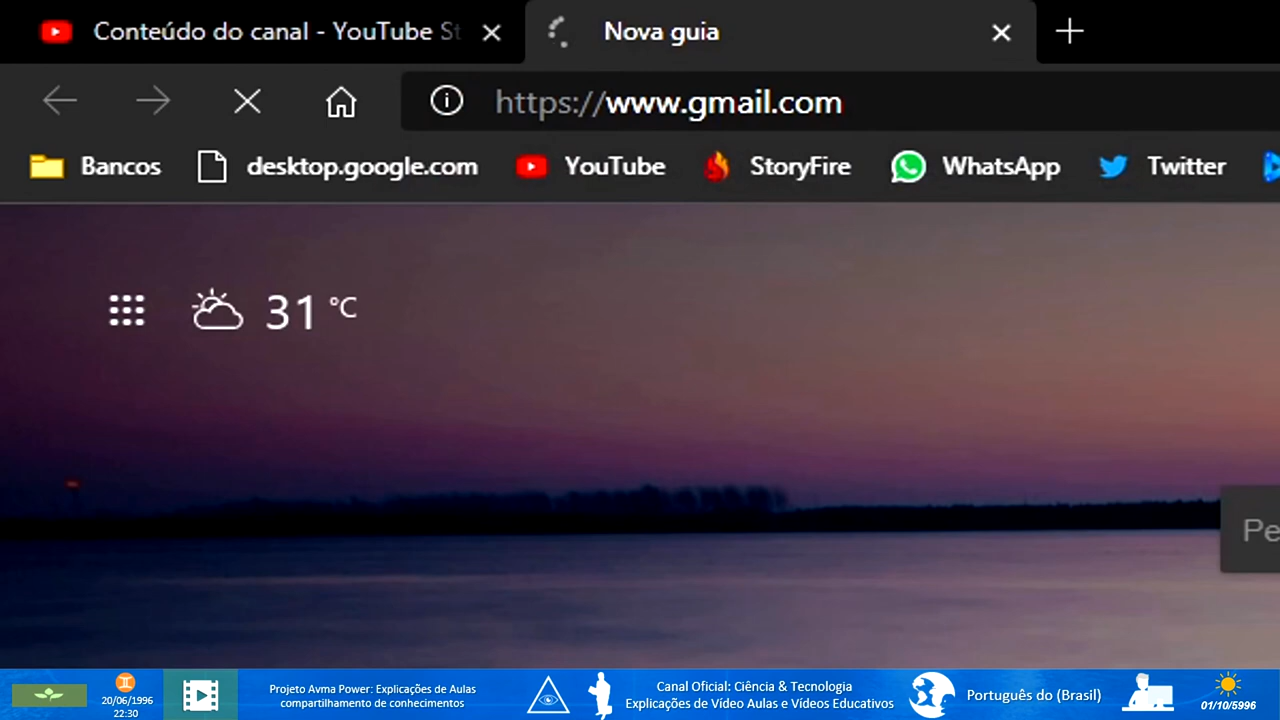 Conteúdo do canal - YouTube St
Nova guia
https://www.gmail.com
Bancos
desktop.google.com
YouTube
StoryFire
WhatsApp
Twitter
31 °C
Pe
20/06/1996
22:30
Projeto Avma Power: Explicações de Aulas
compartilhamento de conhecimentos
Canal Oficial: Ciência & Tecnologia
Explicações de Vídeo Aulas e Vídeos Educativos
Português do (Brasil)
01/10/5996